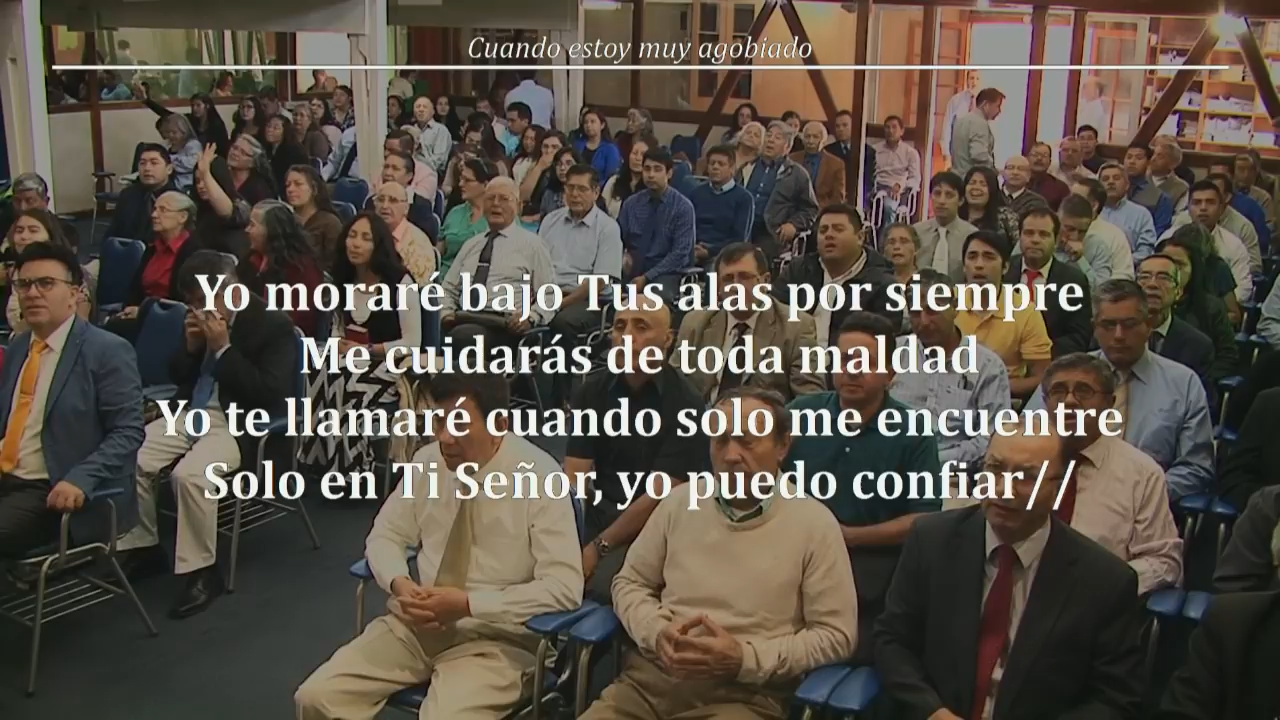 Cuando estoy muy agobiado
Yo moraré bajo Tus alas por siempre
Me cuidarás de toda maldad
Yo te llamaré cuando solo me encuentre
Solo en Ti Señor, yo puedo confiar//